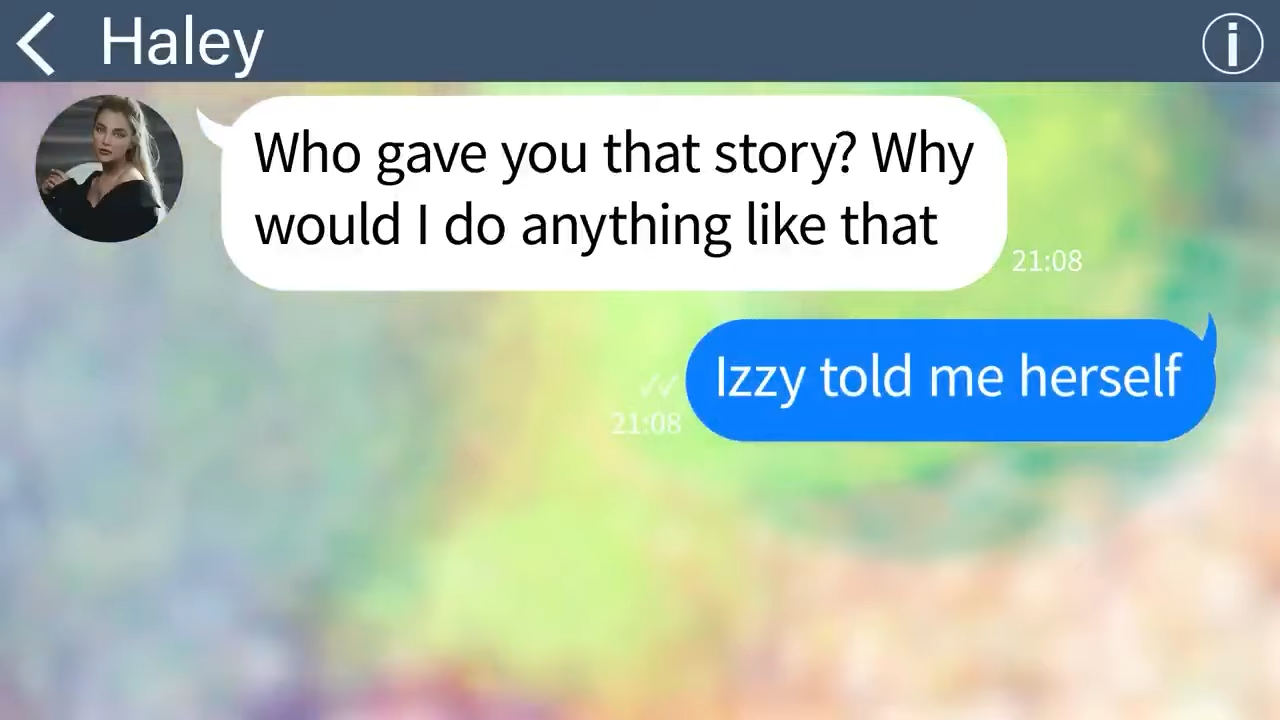 Haley
Who gave you that story? Why
would I do anything like that
21:08
Izzy told me herself
21:08